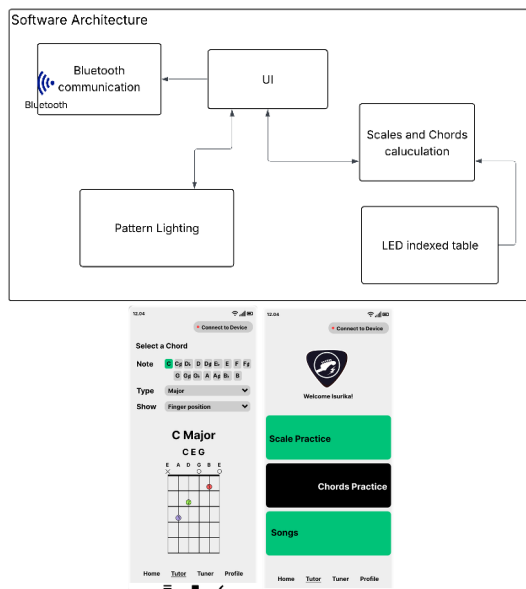 Software Architecture
Bluetooth
communication
Bluetooth
UI
Scales and Chords
caluculation
Pattern Lighting
LED indexed table
12.04
Connect to Device
Select a Chord
Note C C# D♭ D D# E♭ E F F#
G G# G♭ A A# B♭ B
Type Major
Show Finger position
C Major
C E G
E A D G B E
Home Tutor Tuner Profile
12.04
Connect to Device
Welcome Isurika!
Scale Practice
Chords Practice
Songs
Home Tutor Tuner Profile